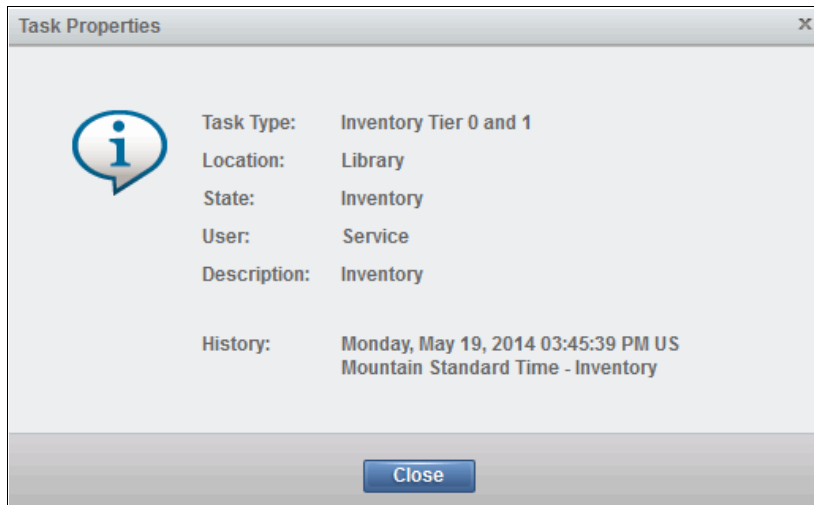 Task Properties
x
Task Type: Inventory Tier 0 and 1
Location: Library
State: Inventory
User: Service
Description: Inventory
History: Monday, May 19, 2014 03:45:39 PM US
Mountain Standard Time - Inventory
Close